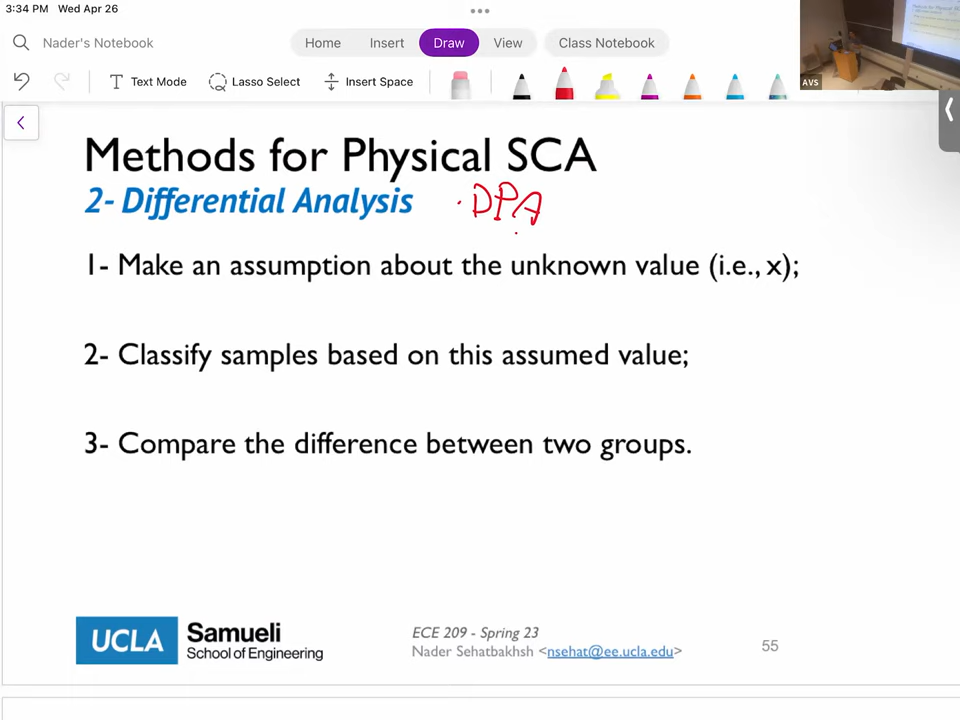 3:34 PM Wed Apr 26
Nader's Notebook
Home Insert Draw View Class Notebook
Text Mode Lasso Select Insert Space
AVS
Methods for Physical SCA
2- Differential Analysis · DPA
1- Make an assumption about the unknown value (i.e., x);
2- Classify samples based on this assumed value;
3- Compare the difference between two groups.
UCLA Samueli
School of Engineering
ECE 209 - Spring 23
Nader Sehatbakhsh <nsehat@ee.ucla.edu>
55